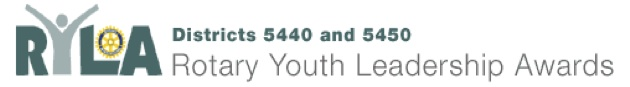 RYLA
Districts 5440 and 5450
Rotary Youth Leadership Awards